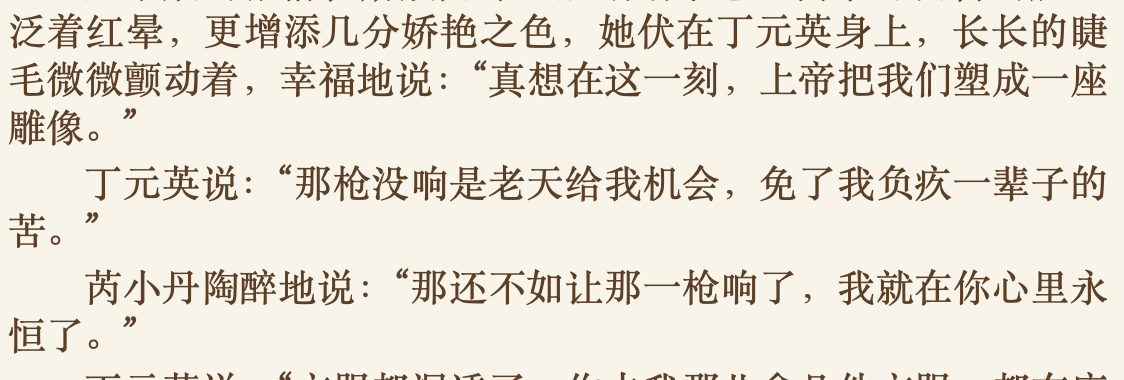 泛着红晕，更增添几分娇艳之色，她伏在丁元英身上，长长的睫
毛微微颤动着，幸福地说：“真想在这一刻，上帝把我们塑成一座
雕像。”
丁元英说：“那枪没响是老天给我机会，免了我负疚一辈子的
苦。”
芮小丹陶醉地说：“那还不如让那一枪响了，我就在你心里永
恒了。”